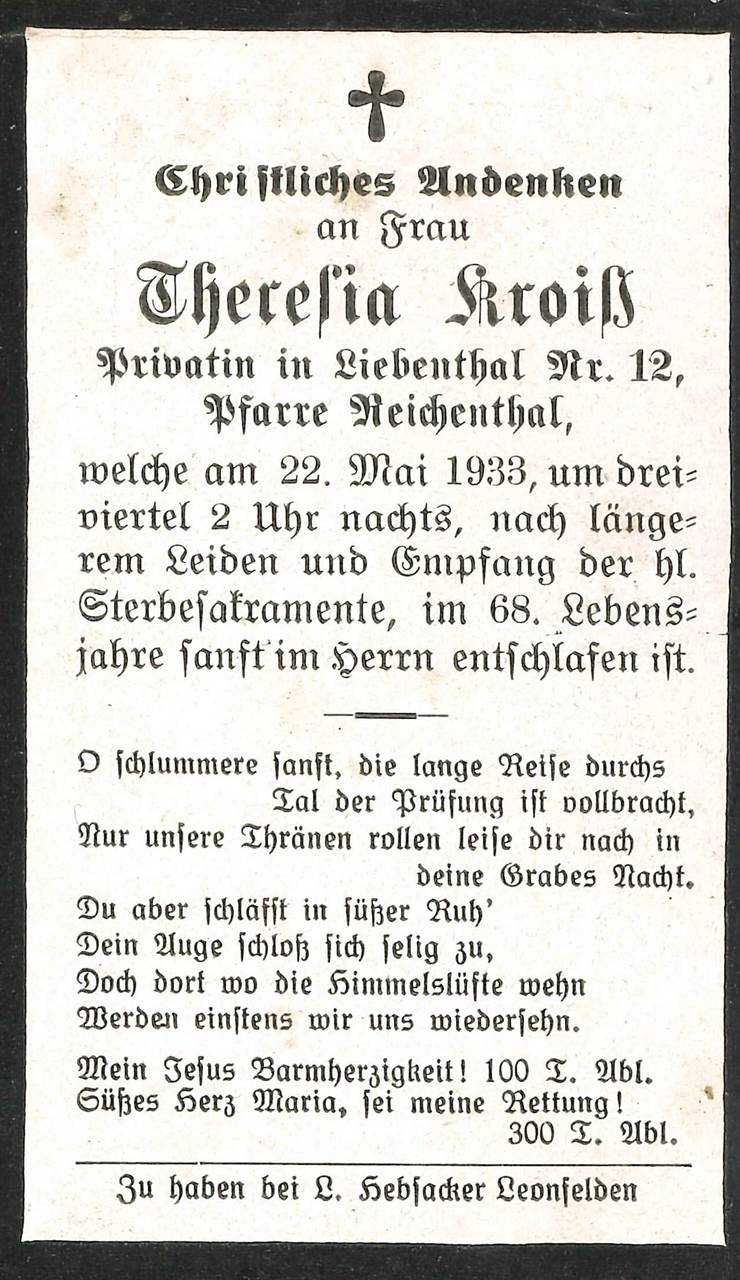 Christliches Andenken
an Frau
Theresia Kroiß
Privatin in Liebenthal Nr. 12,
Pfarre Reichenthal,
welche am 22. Mai 1933, um drei-
viertel 2 Uhr nachts, nach länge-
rem Leiden und Empfang der hl.
Sterbesakramente, im 68. Lebens-
jahre sanft im Herrn entschlafen ist.
O schlummere sanft, die lange Reise durchs
Tal der Prüfung ist vollbracht,
Nur unsere Thränen rollen leise dir nach in
deine Grabes Nacht.
Du aber schläfst in süßer Ruh'
Dein Auge schloß sich selig zu,
Doch dort wo die Himmelslüfte wehn
Werden einstens wir uns wiedersehn.
Mein Jesus Barmherzigkeit! 100 T. Abl.
Süßes Herz Maria, sei meine Rettung!
300 T. Abl.
Zu haben bei L. Hebsacker Leonfelden